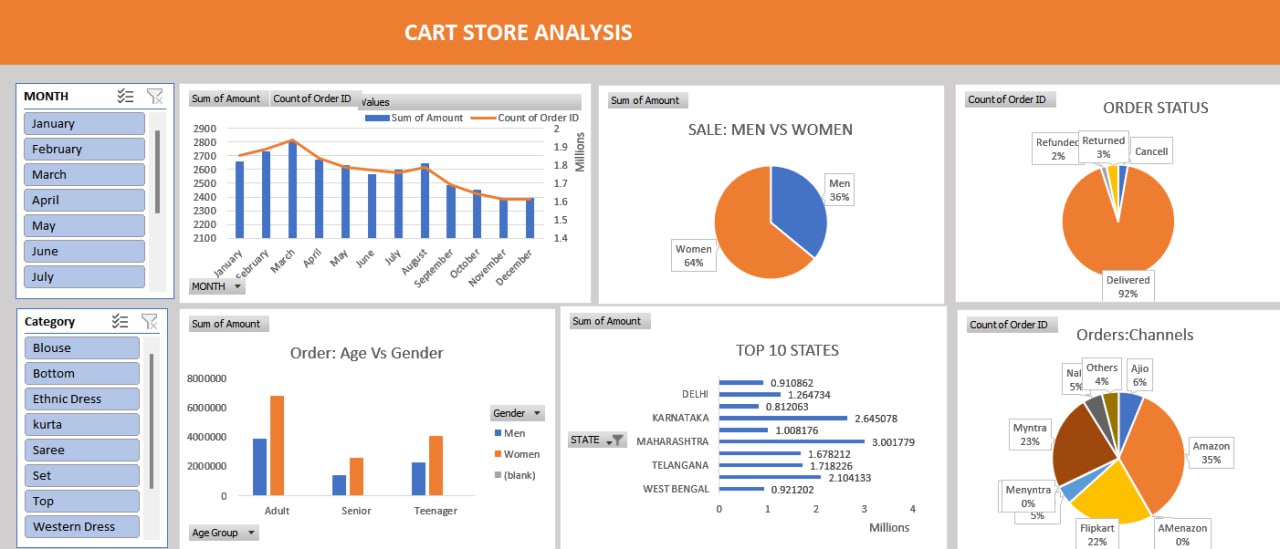 CART STORE ANALYSIS
MONTH
January
February
March
April
May
June
July
Sum of Amount
Count of Order ID
Values
Sum of Amount
Count of Order ID
2900
2800
2700
2600
2500
2400
2300
2200
2100
2
1.9
1.8
1.7
1.6
1.5
1.4
Millions
January
February
March
April
May
June
July
August
September
October
November
December
MONTH
Sum of Amount
SALE: MEN VS WOMEN
Men
36%
Women
64%
Count of Order ID
ORDER STATUS
Refunded
2%
Returned
3%
Cancell
Delivered
92%
Category
Blouse
Bottom
Ethnic Dress
kurta
Saree
Set
Top
Western Dress
Sum of Amount
Order: Age Vs Gender
8000000
6000000
4000000
2000000
0
Adult
Senior
Teenager
Gender
Men
Women
(blank)
Age Group
Sum of Amount
TOP 10 STATES
STATE
0.910862
DELHI 1.264734
0.812063
KARNATAKA 2.645078
1.008176
MAHARASHTRA 3.001779
1.678212
TELANGANA 1.718226
2.104133
WEST BENGAL 0.921202
0 1 2 3 4
Millions
Count of Order ID
Orders:Channels
Nal
5%
Others
4%
Ajio
6%
Myntra
23%
Amazon
35%
Menyntra
0%
5%
Flipkart
22%
AMenazon
0%